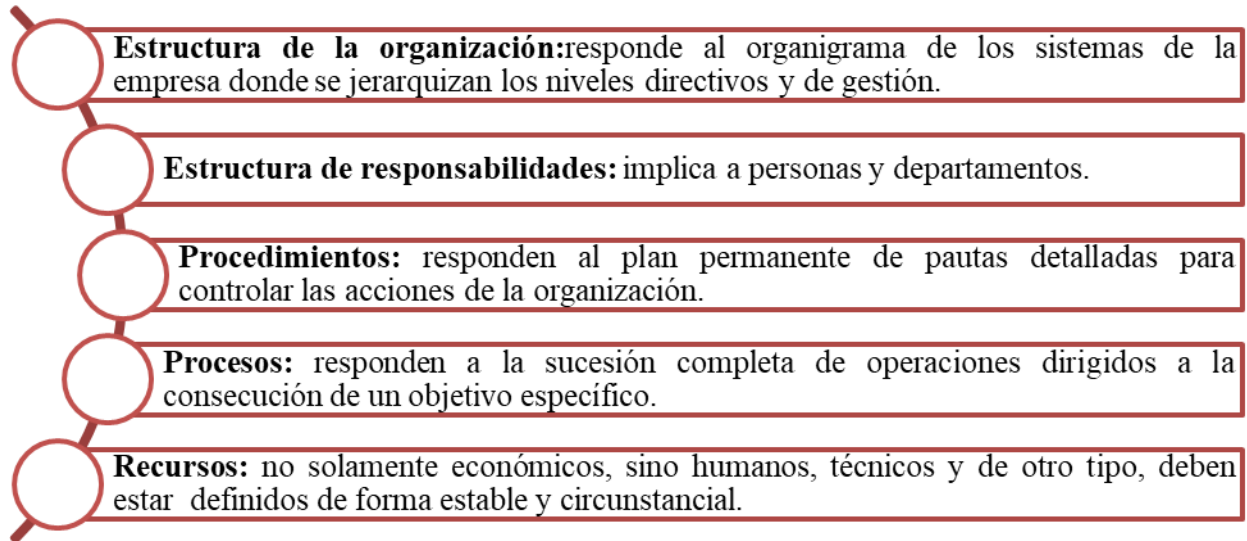 Estructura de la organización:responde al organigrama de los sistemas de la
empresa donde se jerarquizan los niveles directivos y de gestión.
Estructura de responsabilidades: implica a personas y departamentos.
Procedimientos: responden al plan permanente de pautas detalladas para
controlar las acciones de la organización.
Procesos: responden a la sucesión completa de operaciones dirigidos a la
consecución de un objetivo específico.
Recursos: no solamente económicos, sino humanos, técnicos y de otro tipo, deben
estar definidos de forma estable y circunstancial.